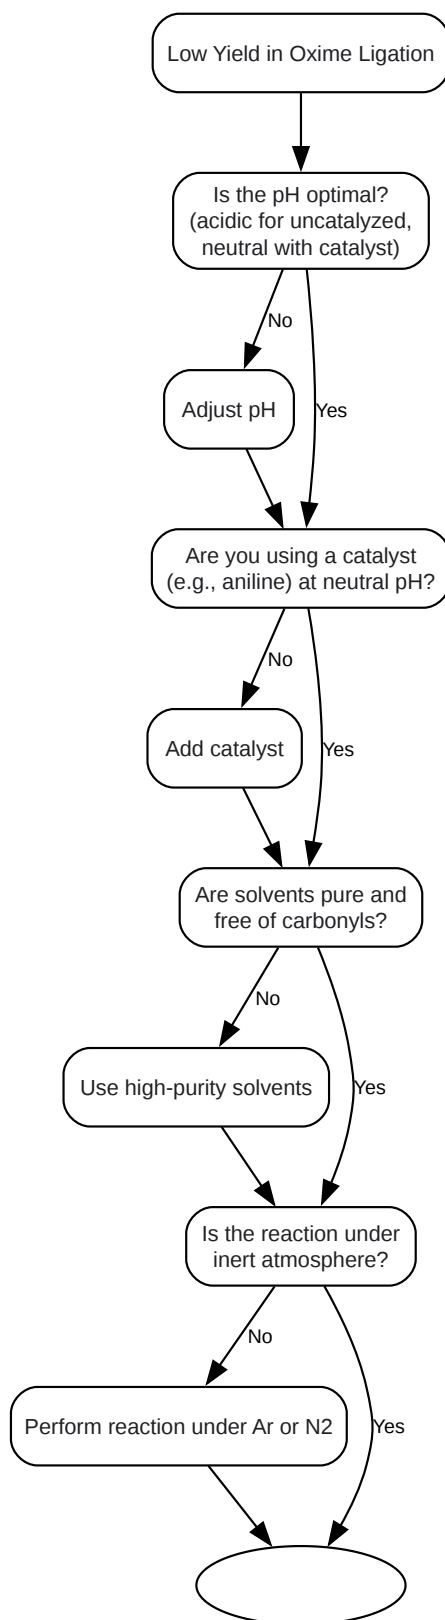 Low Yield in Oxime Ligation
Is the pH optimal?
(acidic for uncatalyzed,
neutral with catalyst)
No
Adjust pH
Yes
Are you using a catalyst
(e.g., aniline) at neutral pH?
No
Add catalyst
Yes
Are solvents pure and
free of carbonyls?
No
Use high-purity solvents
Yes
Is the reaction under
inert atmosphere?
No
Perform reaction under Ar or N2
Yes